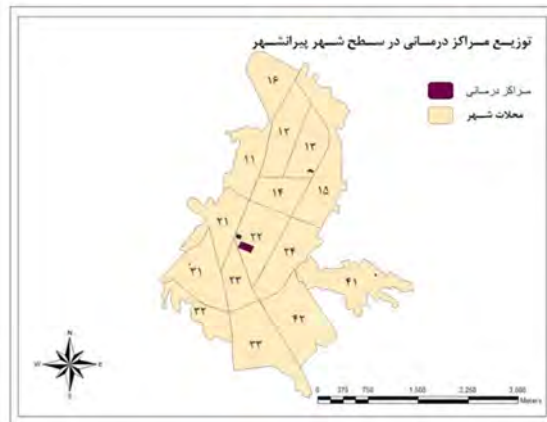 توزیع مراکز درمانی در سطح شهر پیرانشهر
مراکز درمانی
محلات شهر
۱۶
۱۲
۱۳
۱۱
۱۴
۱۵
۲۱
۲۲
۲۴
۳۱
۲۳
۴۱
۳۲
۴۲
۳۳
N
W
E
S
0 375 750 1.500 2.250 3.000
Meters